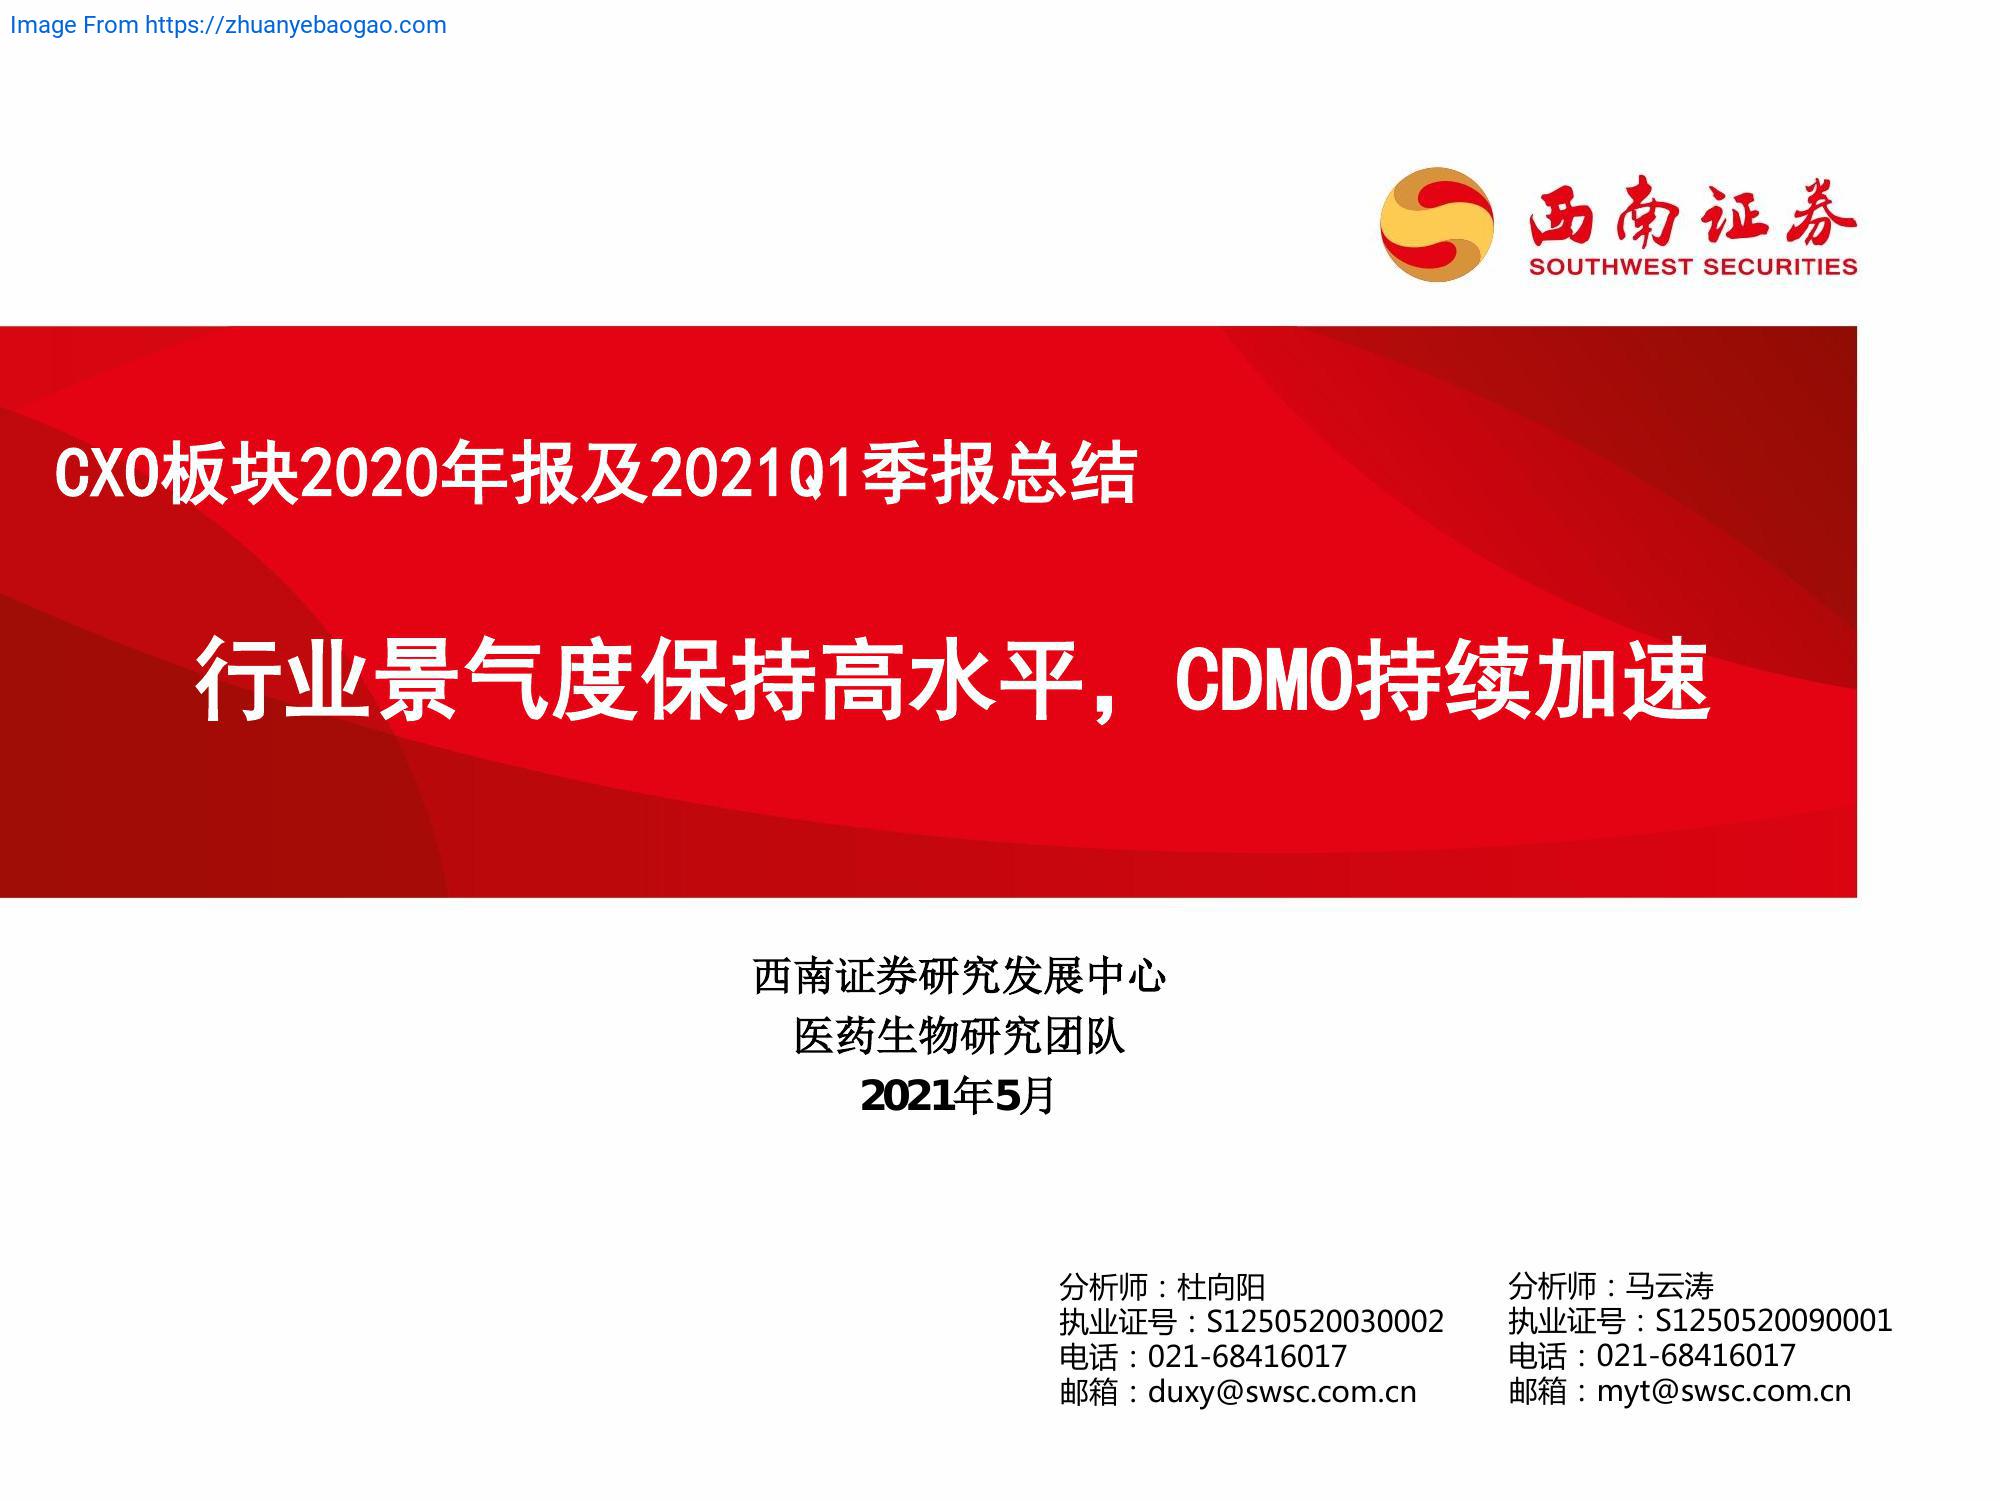 Image From https://zhuanyebaogao.com
西南证券
SOUTHWEST SECURITIES
CXO板块2020年报及2021Q1季报总结
行业景气度保持高水平，CDMO持续加速
西南证券研究发展中心
医药生物研究团队
2021年5月
分析师：杜向阳
执业证号：S1250520030002
电话：021-68416017
邮箱：duxy@swsc.com.cn
分析师：马云涛
执业证号：S1250520090001
电话：021-68416017
邮箱：myt@swsc.com.cn